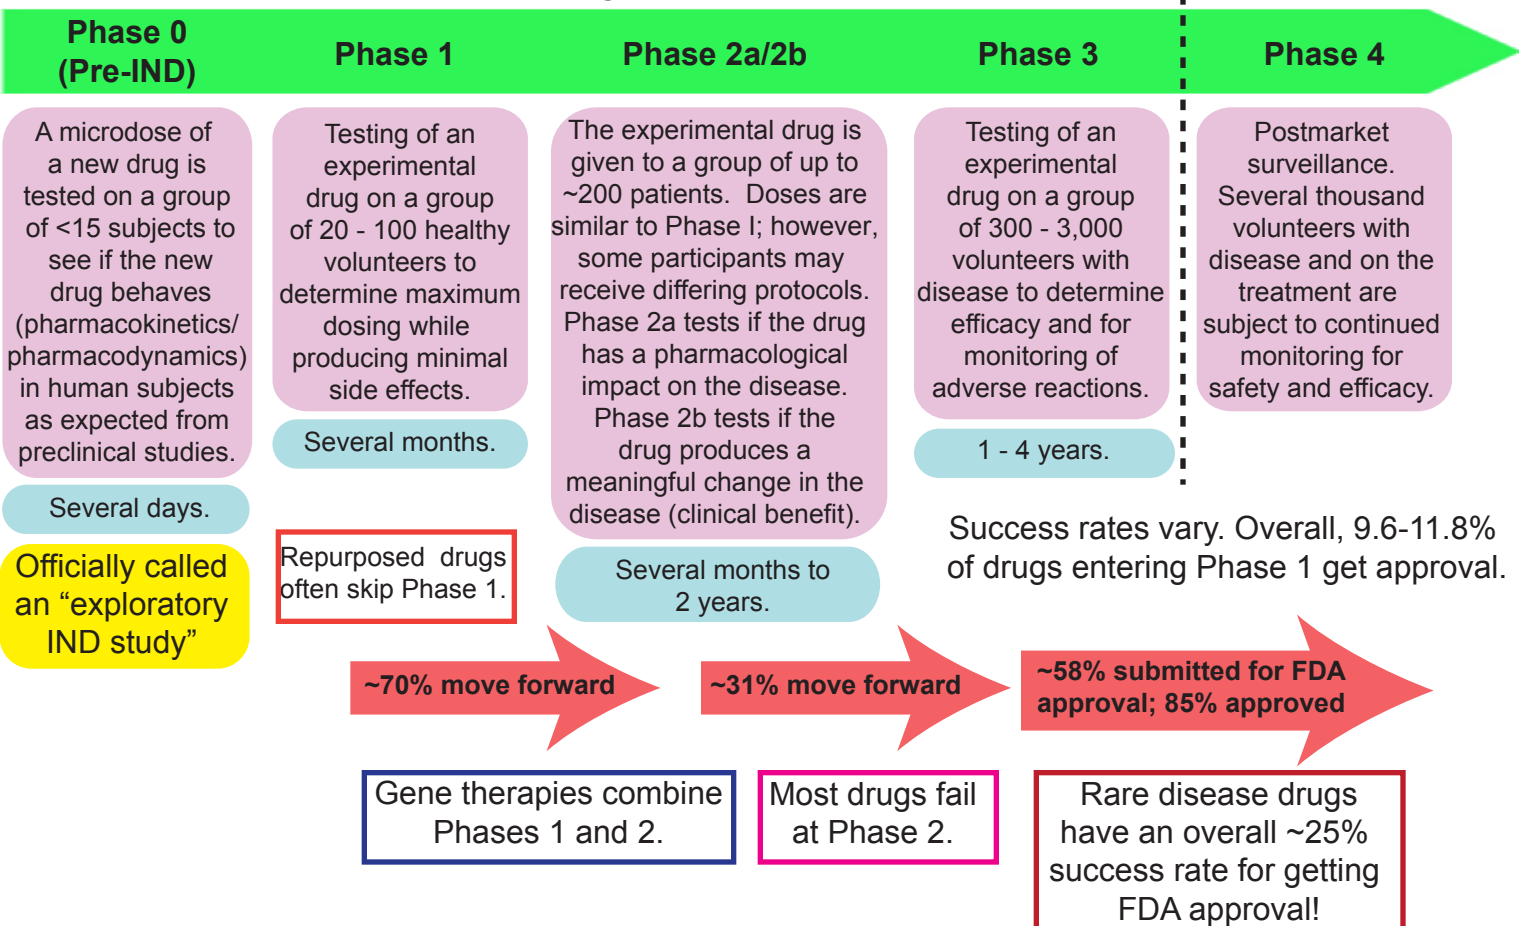 Phase 0
(Pre-IND)
Phase 1
Phase 2a/2b
Phase 3
Phase 4
A microdose of
a new drug is
tested on a group
of <15 subjects to
see if the new
drug behaves
(pharmacokinetics/
pharmacodynamics)
in human subjects
as expected from
preclinical studies.
Several days.
Officially called
an “exploratory
IND study”
Testing of an
experimental
drug on a group
of 20 - 100 healthy
volunteers to
determine maximum
dosing while
producing minimal
side effects.
Several months.
Repurposed drugs
often skip Phase 1.
The experimental drug is
given to a group of up to
~200 patients. Doses are
similar to Phase I; however,
some participants may
receive differing protocols.
Phase 2a tests if the drug
has a pharmacological
impact on the disease.
Phase 2b tests if the
drug produces a
meaningful change in the
disease (clinical benefit).
Several months to
2 years.
Testing of an
experimental
drug on a group
of 300 - 3,000
volunteers with
disease to determine
efficacy and for
monitoring of
adverse reactions.
1 - 4 years.
Postmarket
surveillance.
Several thousand
volunteers with
disease and on the
treatment are
subject to continued
monitoring for
safety and efficacy.
Success rates vary. Overall, 9.6-11.8%
of drugs entering Phase 1 get approval.
~70% move forward
~31% move forward
~58% submitted for FDA
approval; 85% approved
Gene therapies combine
Phases 1 and 2.
Most drugs fail
at Phase 2.
Rare disease drugs
have an overall ~25%
success rate for getting
FDA approval!